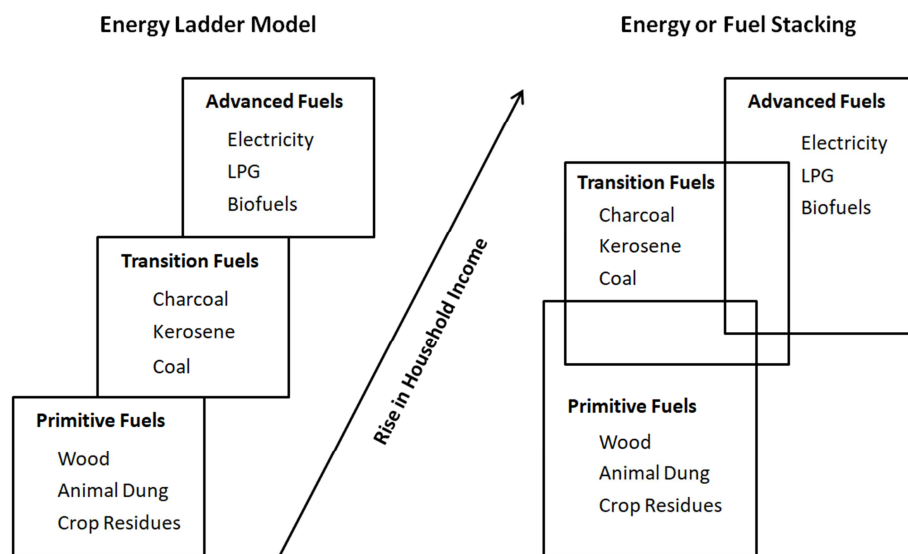 Energy Ladder Model
Advanced Fuels
Electricity
LPG
Biofuels
Transition Fuels
Charcoal
Kerosene
Coal
Primitive Fuels
Wood
Animal Dung
Crop Residues
Rise in Household Income
Energy or Fuel Stacking
Advanced Fuels
Electricity
LPG
Biofuels
Transition Fuels
Charcoal
Kerosene
Coal
Primitive Fuels
Wood
Animal Dung
Crop Residues